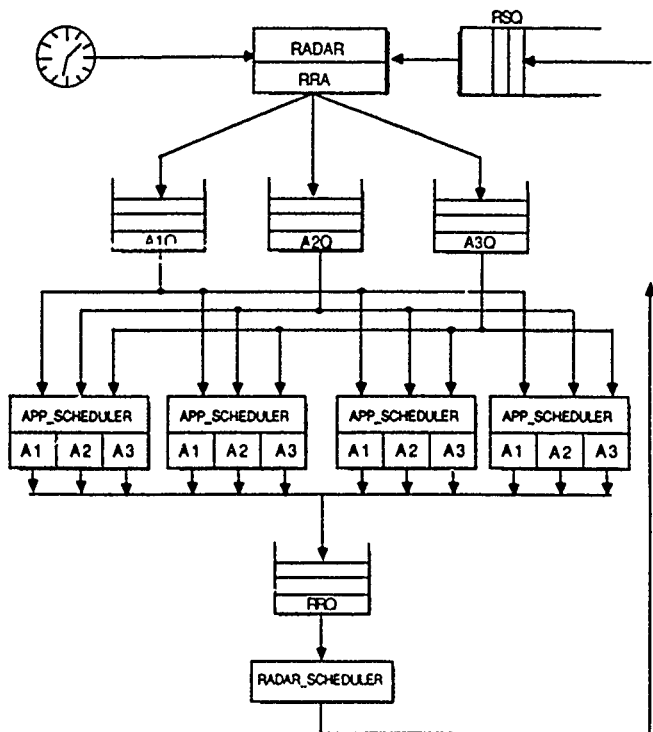 RSQ
RADAR
RRA
A1Q
A2Q
A3Q
APP_SCHEDULER
A1 A2 A3
APP_SCHEDULER
A1 A2 A3
APP_SCHEDULER
A1 A2 A3
APP_SCHEDULER
A1 A2 A3
RRQ
RADAR_SCHEDULER